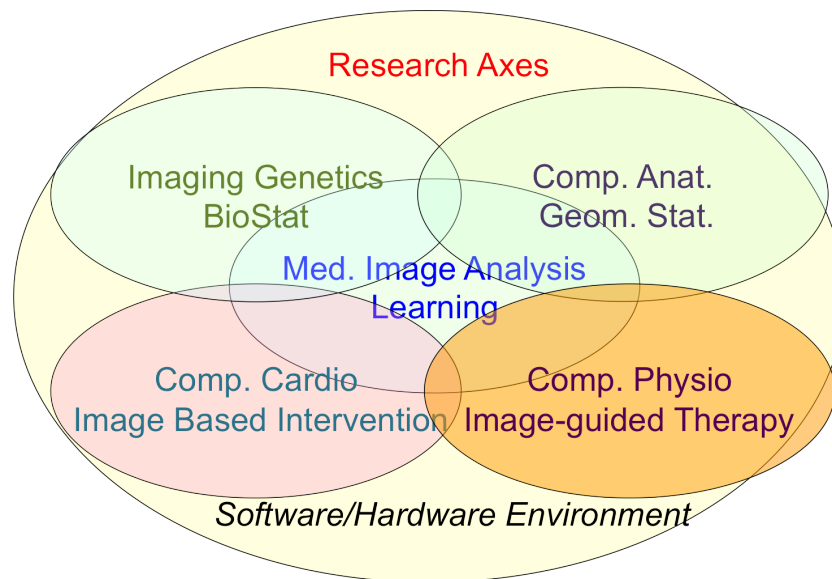 Research Axes
Imaging Genetics
BioStat
Comp. Anat.
Geom. Stat.
Med. Image Analysis
Learning
Comp. Cardio
Image Based Intervention
Comp. Physio
Image-guided Therapy
Software/Hardware Environment